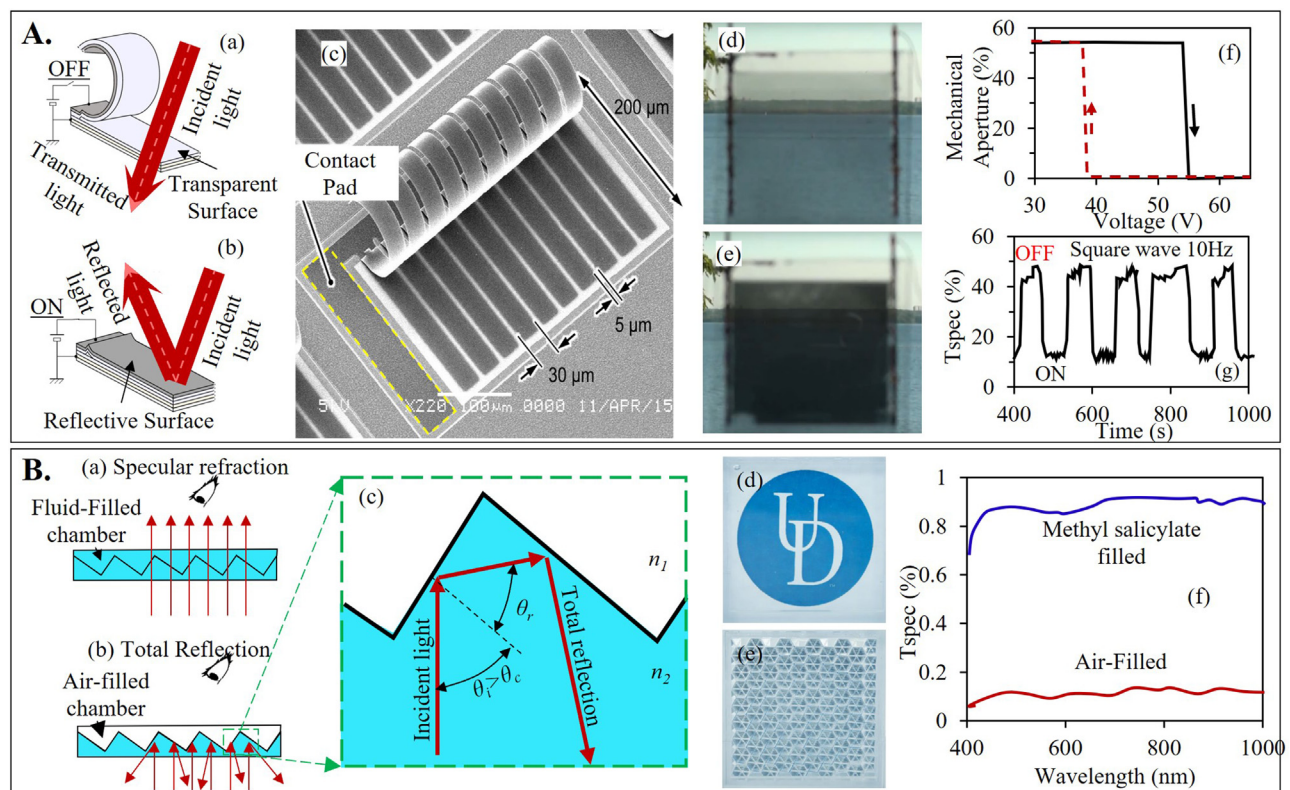 A.
(a)
OFF
Incident
light
Transmitted
light
Transparent
Surface
(b)
Reflected
light
ON
Incident
light
Reflective Surface
(c)
Contact
Pad
200 µm
5 µm
30 µm
5KV X220 100µm 0000 11/APR/15
(d)
(e)
Mechanical
Aperture (%)
60
40
20
0
(f)
30 40 50 60
Voltage (V)
Tspec (%)
60
40
20
0
OFF Square wave 10Hz
ON
(g)
400 600 800 1000
Time (s)
B.
(a) Specular refraction
Fluid-Filled
chamber
(b) Total Reflection
Air-filled
chamber
(c)
n1
n2
θr
θi>θc
Incident light
Total reflection
(d)
UD
(e)
Tspec (%)
1
0.8
0.6
0.4
0.2
0
Methyl salicylate
filled
(f)
Air-Filled
400 600 800 1000
Wavelength (nm)